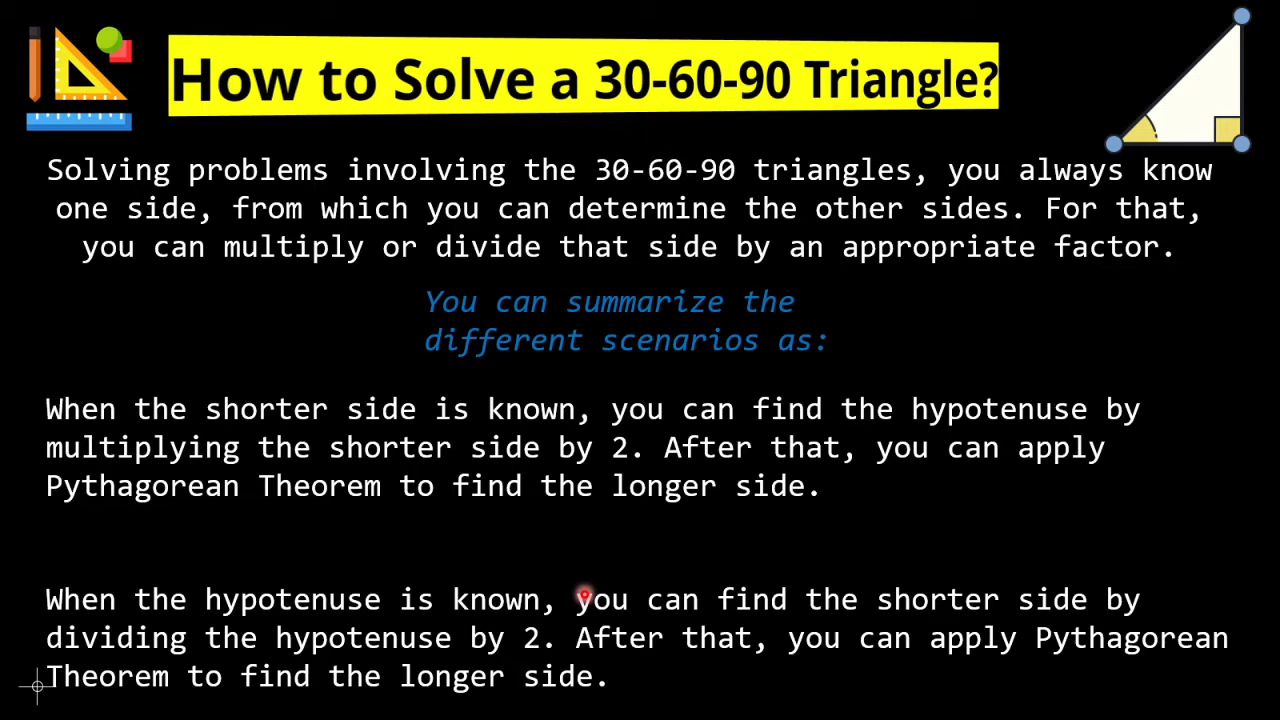 How to Solve a 30-60-90 Triangle?
Solving problems involving the 30-60-90 triangles, you always know
one side, from which you can determine the other sides. For that,
you can multiply or divide that side by an appropriate factor.
You can summarize the
different scenarios as:
When the shorter side is known, you can find the hypotenuse by
multiplying the shorter side by 2. After that, you can apply
Pythagorean Theorem to find the longer side.
When the hypotenuse is known, you can find the shorter side by
dividing the hypotenuse by 2. After that, you can apply Pythagorean
Theorem to find the longer side.